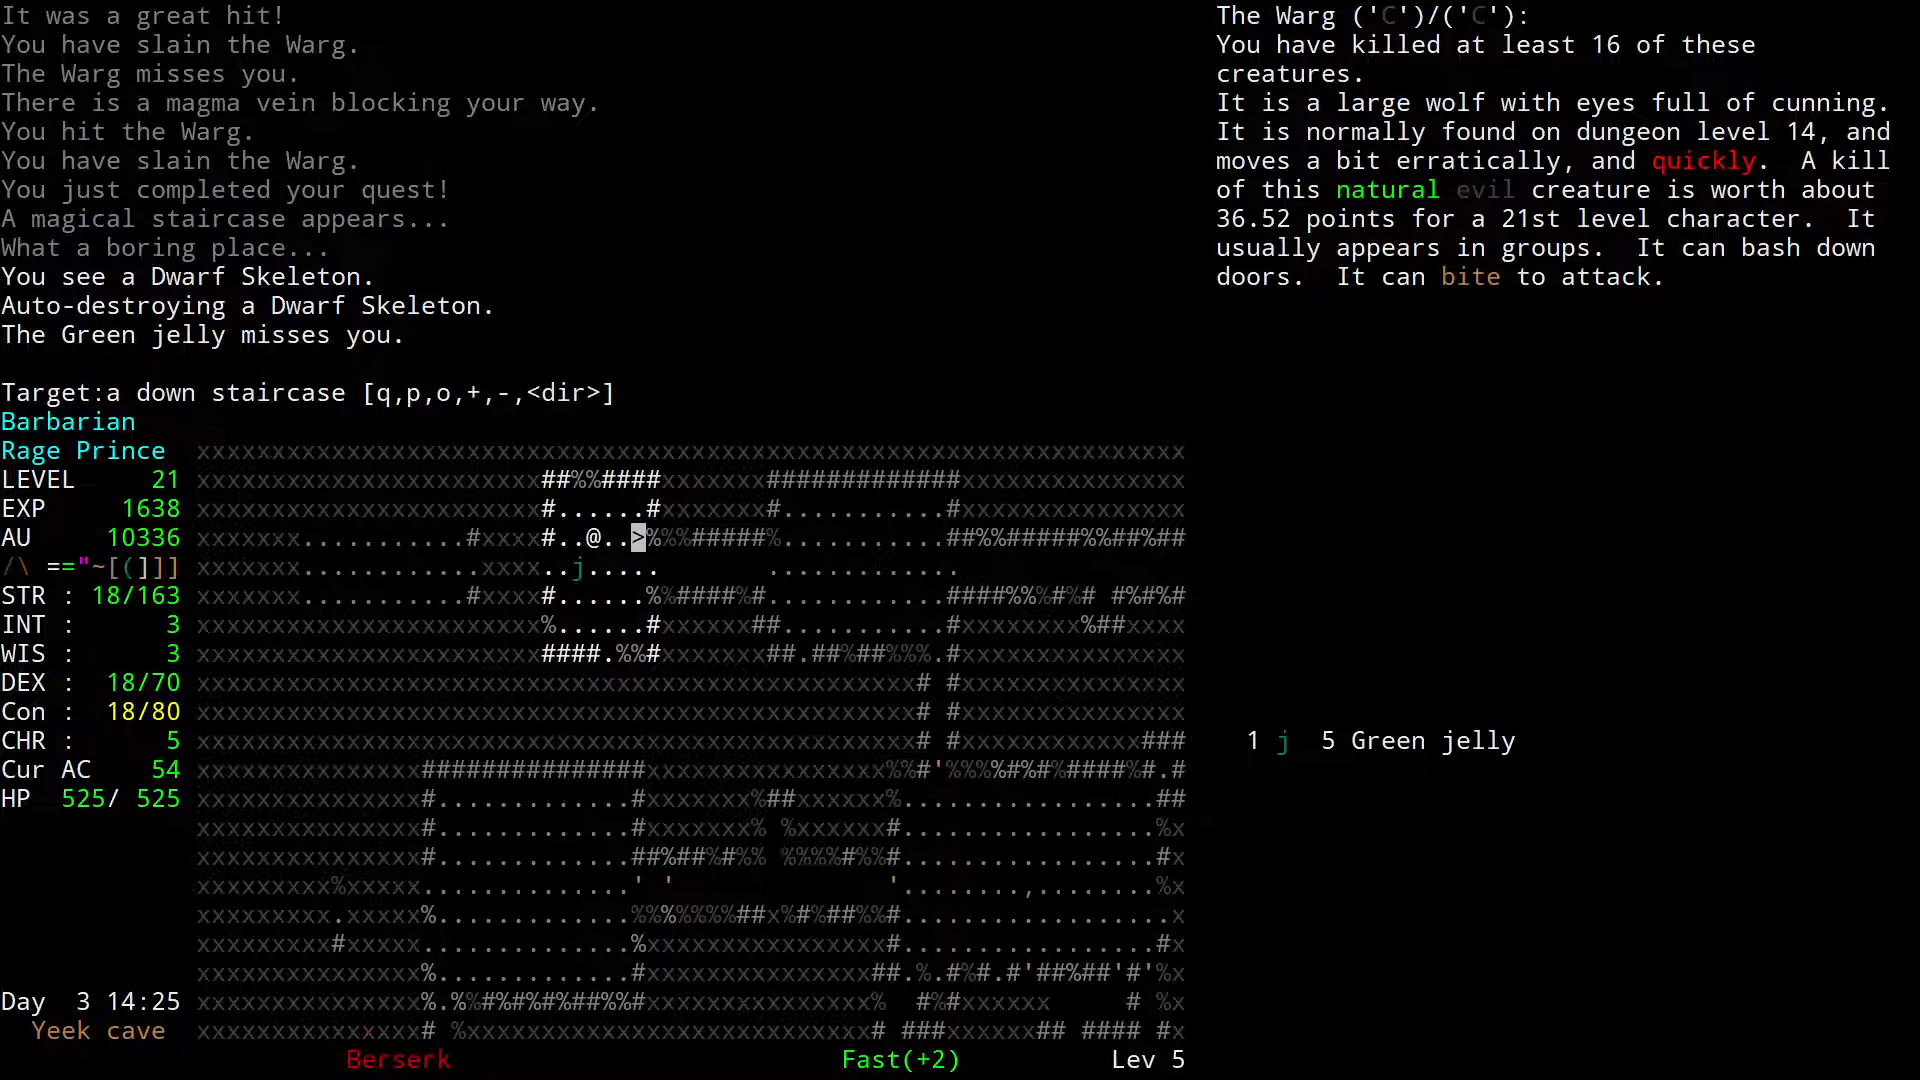 It was a great hit!
You have slain the Warg.
The Warg misses you.
There is a magma vein blocking your way.
You hit the Warg.
You have slain the Warg.
You just completed your quest!
A magical staircase appears...
What a boring place...
You see a Dwarf Skeleton.
Auto-destroying a Dwarf Skeleton.
The Green jelly misses you.
Target:a down staircase [q,p,o,+,-,<dir>]
Barbarian
Rage Prince
LEVEL 21
EXP 1638
AU 10336
/\ =="~[(]]]
STR : 18/163
INT : 3
WIS : 3
DEX : 18/70
Con : 18/80
CHR : 5
Cur AC 54
HP 525/ 525
Day 3 14:25
Yeek cave
Berserk
Fast(+2)
Lev 5
The Warg ('C')/('C'):
You have killed at least 16 of these
creatures.
It is a large wolf with eyes full of cunning.
It is normally found on dungeon level 14, and
moves a bit erratically, and quickly. A kill
of this natural evil creature is worth about
36.52 points for a 21st level character. It
usually appears in groups. It can bash down
doors. It can bite to attack.
1 j 5 Green jelly